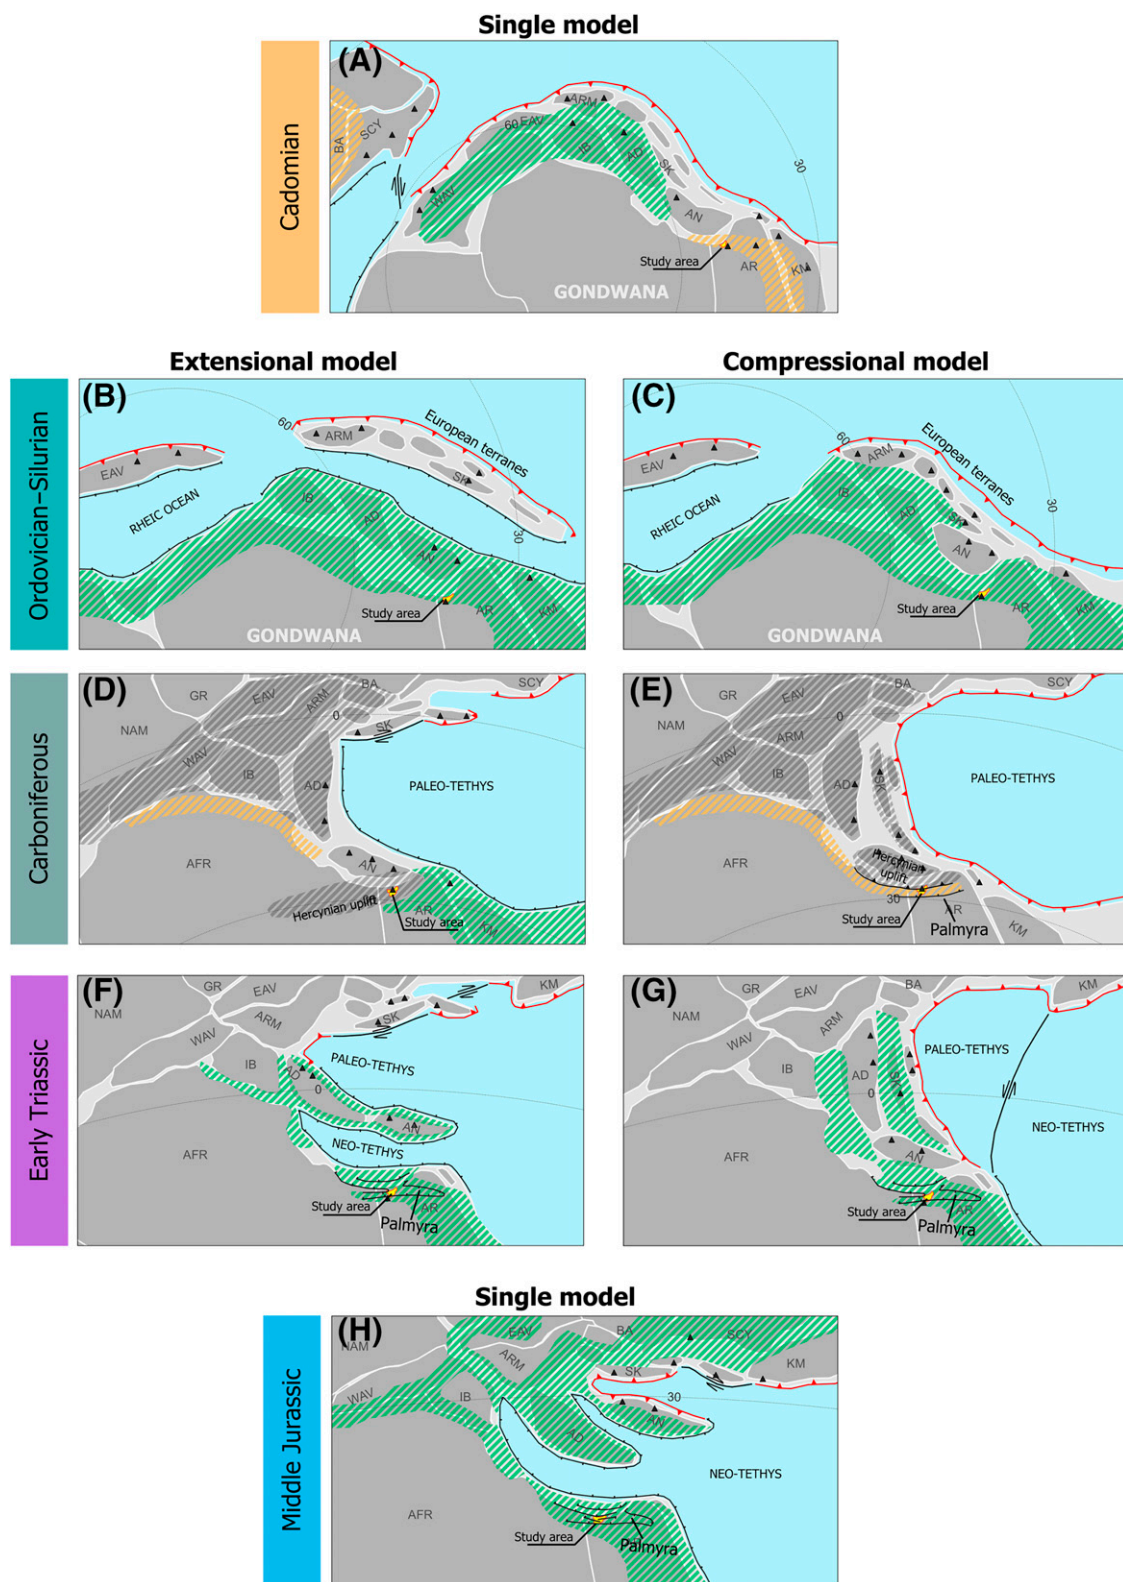 Single model
Cadomian
(A)
ARM
60
EAV
SCY
BA
IB
AD
SK
30
WAV
AN
Study area
AR
KM
GONDWANA
Extensional model
Compressional model
Ordovician–Silurian
(B)
60
ARM
European terranes
EAV
SK
RHEIC OCEAN
IB
AD
30
AN
Study area
AR
KM
GONDWANA
(C)
60
ARM
European terranes
EAV
IB
30
RHEIC OCEAN
AD
SK
AN
Study area
AR
KM
GONDWANA
Carboniferous
(D)
GR
EAV
ARM
BA
SCY
0
NAM
SK
WAV
IB
AD
PALEO-TETHYS
AFR
AN
Hercynian uplift
AR
Study area
KM
(E)
GR
EAV
BA
SCY
0
NAM
ARM
WAV
IB
AD
SK
PALEO-TETHYS
AFR
Hercynian
uplift
30
AR
Study area
Palmyra
KM
Early Triassic
(F)
GR
EAV
KM
NAM
ARM
SK
WAV
IB
PALEO-TETHYS
AD
0
AN
NEO-TETHYS
AFR
Study area
AR
Palmyra
(G)
GR
EAV
BA
KM
NAM
ARM
WAV
PALEO-TETHYS
IB
AD
SK
0
NEO-TETHYS
AFR
AN
Study area
AR
Palmyra
Single model
Middle Jurassic
(H)
EAV
BA
SCY
NAM
ARM
SK
KM
WAV
IB
30
AN
AD
NEO-TETHYS
AFR
Study area
Palmyra